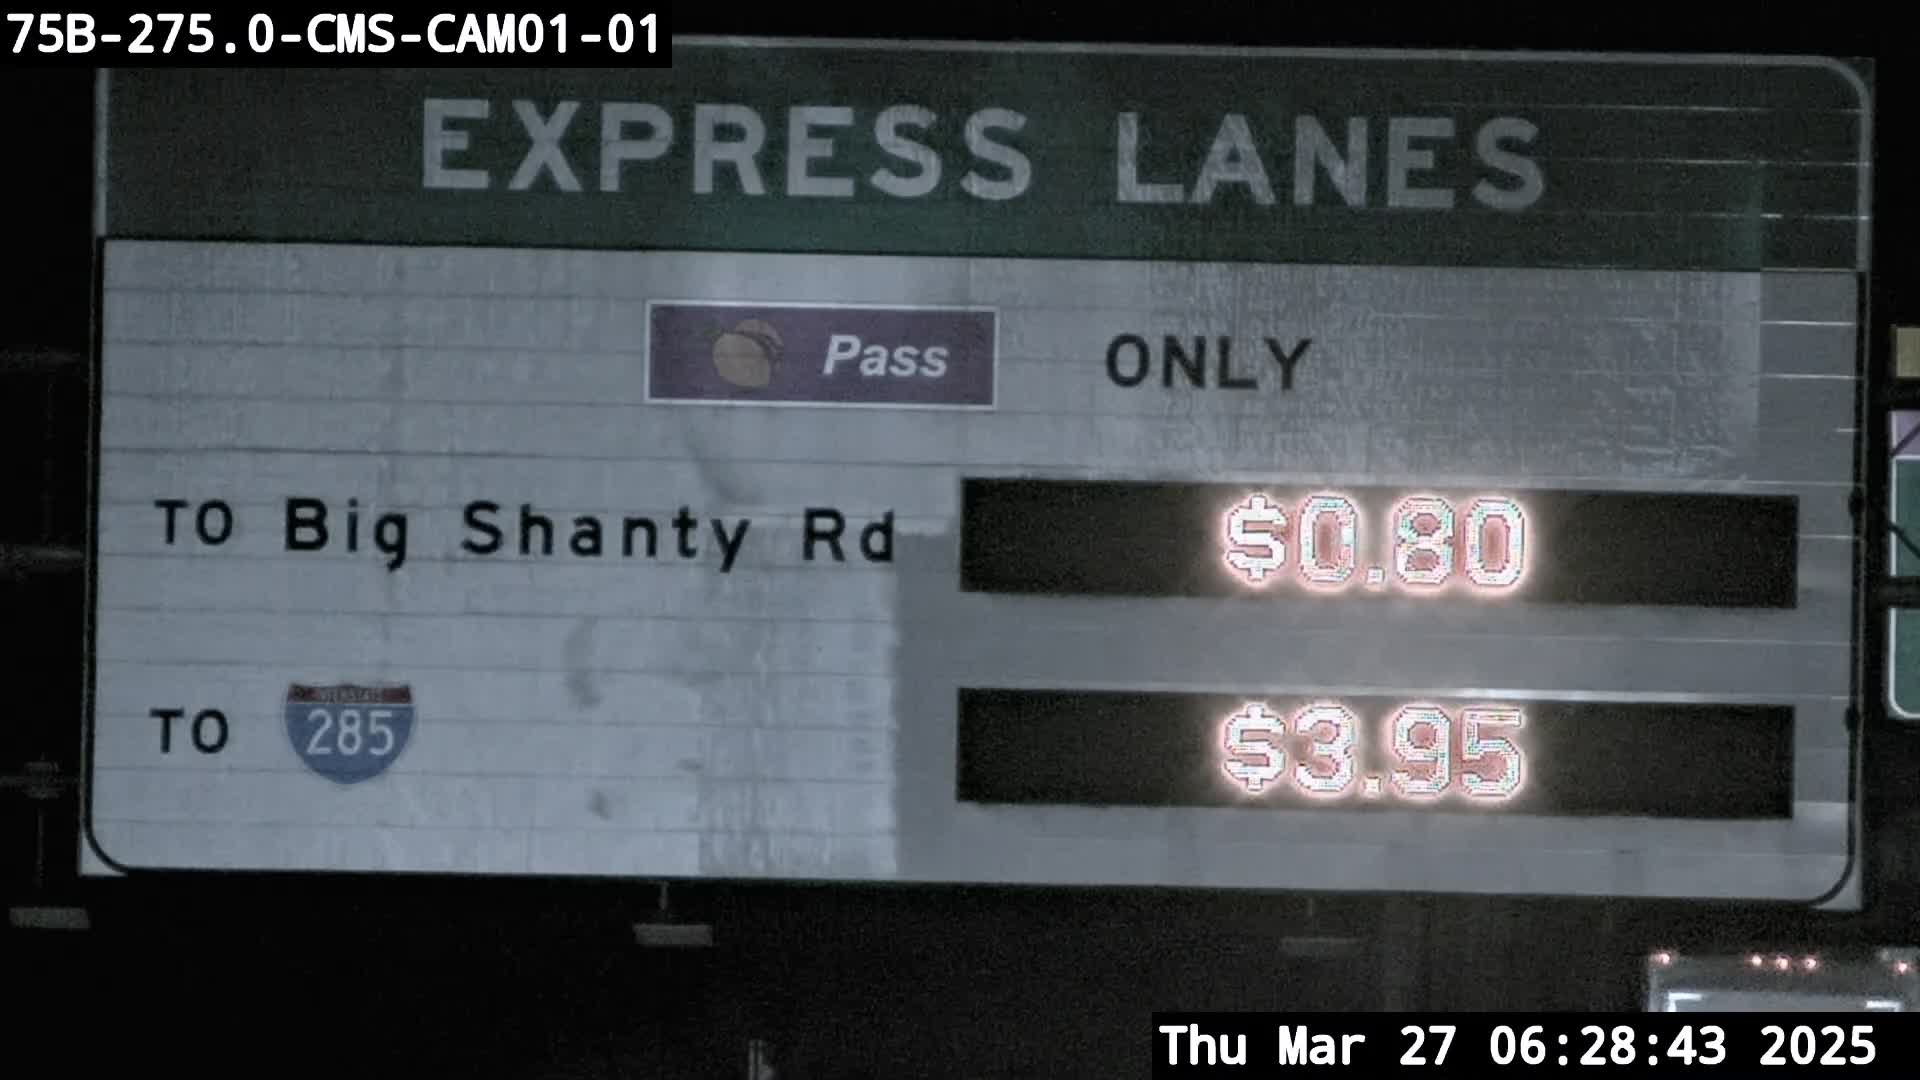 75B-275.0-CMS-CAM01-01
EXPRESS LANES
Pass ONLY
TO Big Shanty Rd $0.80
TO INTERSTATE 285 $3.95
Thu Mar 27 06:28:43 2025